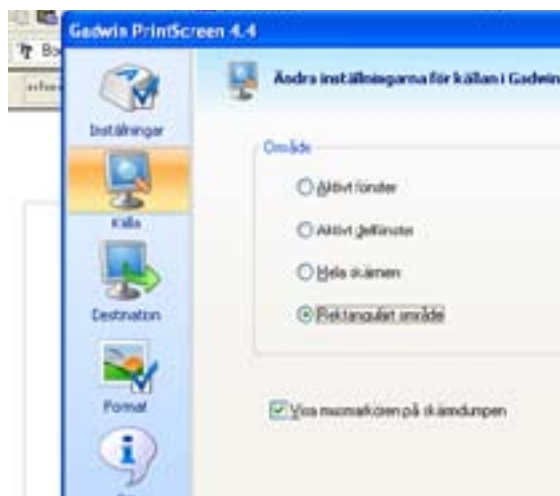 Gadwin PrintScreen 4.4
Ändra inställningarna för källan i Gadwin
Inställningar
Källa
Destination
Format
Område
Aktivt fönster
Aktivt delfönster
Hela skärmen
Rektangulärt område
Visa musmarkören på skärmdumpen